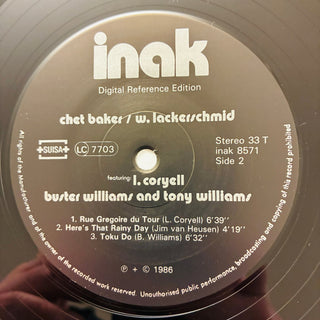 inak
Digital Reference Edition
chet baker / w. lackerschmid
SUISA
LC 7703
Stereo 33 T
inak 8571
Side 2
featuring: l. coryell
buster williams and tony williams
1. Rue Gregoire du Tour (L. Coryell) 6'39''
2. Here's That Rainy Day (Jim van Heusen) 4'19''
3. Toku Do (B. Williams) 6'32''
℗ + © 1986
All rights of the Manufacturer and of the owner of the recorded work reserved. Unauthorised public performance, broadcasting and copying of this record prohibited